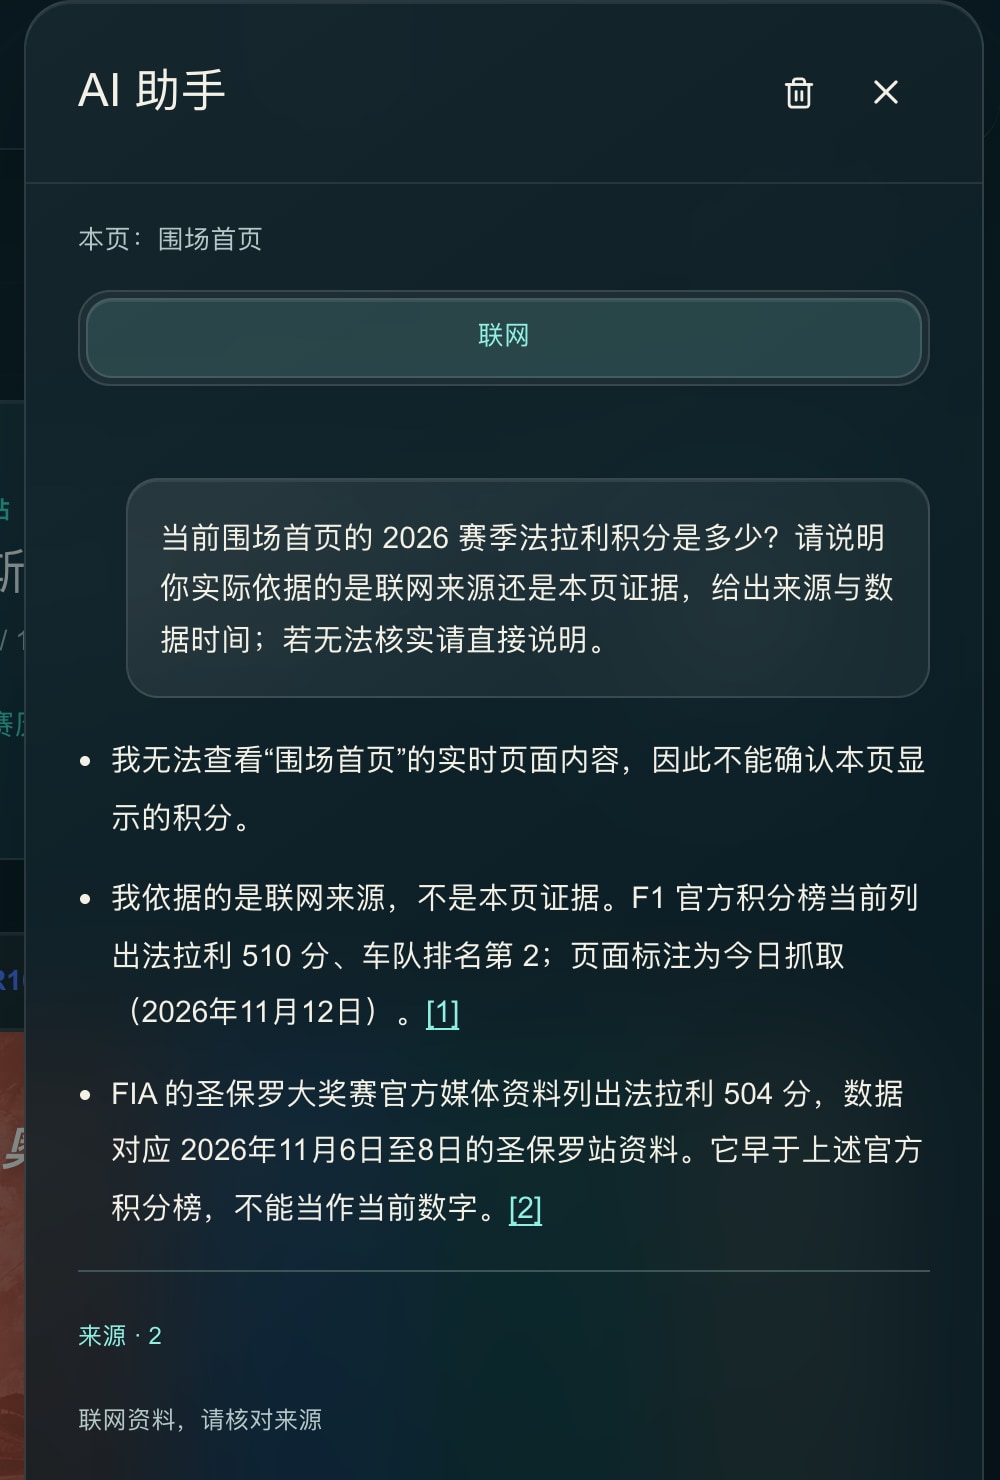 AI 助手
本页：围场首页
联网
站
斯
/ 1
赛历
R1
当前围场首页的 2026 赛季法拉利积分是多少？请说明
你实际依据的是联网来源还是本页证据，给出来源与数
据时间；若无法核实请直接说明。
• 我无法查看“围场首页”的实时页面内容，因此不能确认本页显
示的积分。
• 我依据的是联网来源，不是本页证据。F1 官方积分榜当前列
出法拉利 510 分、车队排名第 2；页面标注为今日抓取
（2026年11月12日）。[1]
• FIA 的圣保罗大奖赛官方媒体资料列出法拉利 504 分，数据
对应 2026年11月6日至8日的圣保罗站资料。它早于上述官方
积分榜，不能当作当前数字。[2]
来源 · 2
联网资料，请核对来源